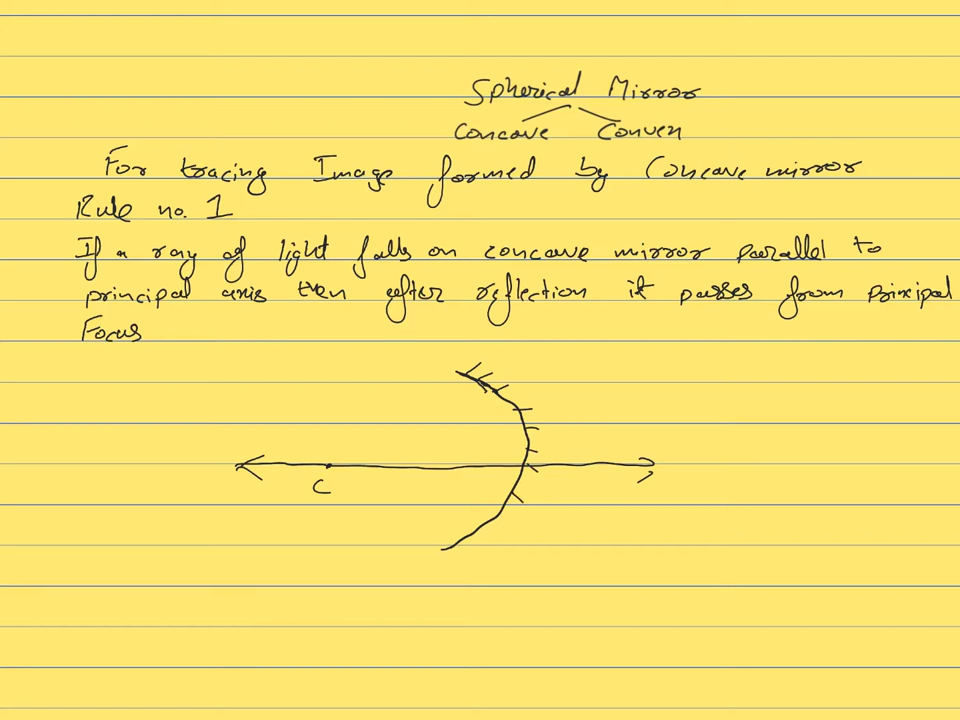 Spherical Mirror
Concave Conven
For tracing Image formed by Concave mirror
Rule no. 1
If a ray of light falls on concave mirror parallel to
principal axis then after reflection it passes from principal
Focus
C